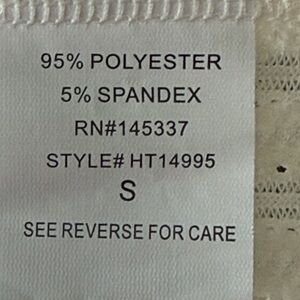 95% POLYESTER
5% SPANDEX
RN#145337
STYLE# HT14995
S
SEE REVERSE FOR CARE